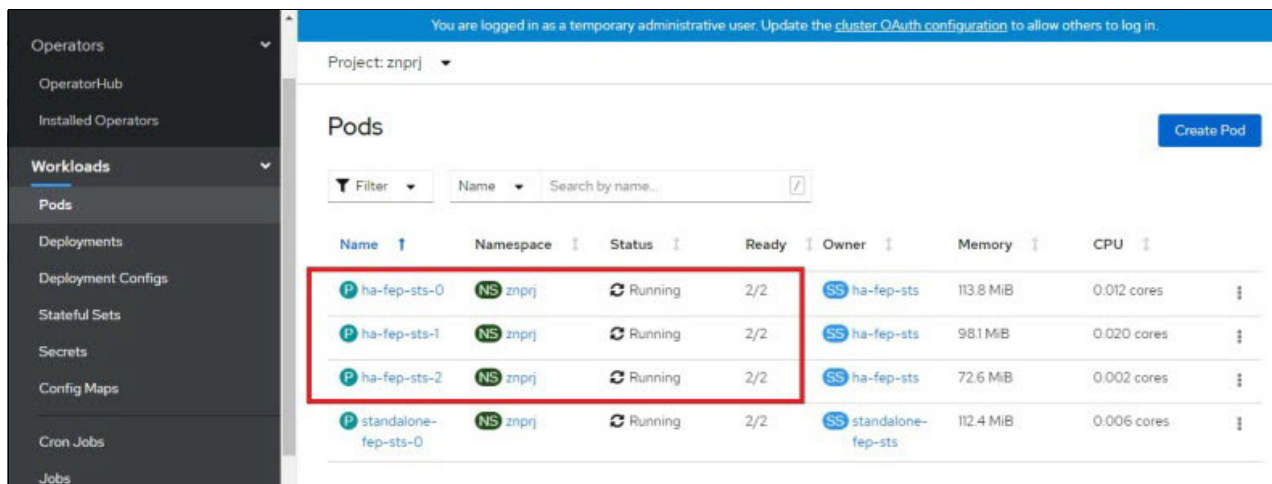 You are logged in as a temporary administrative user. Update the cluster OAuth configuration to allow others to log in.
Operators
OperatorHub
Installed Operators
Workloads
Pods
Deployments
Deployment Configs
Stateful Sets
Secrets
Config Maps
Cron Jobs
Jobs
Project: znprj
Pods
Create Pod
Filter
Name
Search by name...
/
Name Namespace Status Ready Owner Memory CPU
P ha-fep-sts-0 NS znprj Running 2/2 SS ha-fep-sts 113.8 MiB 0.012 cores
P ha-fep-sts-1 NS znprj Running 2/2 SS ha-fep-sts 98.1 MiB 0.020 cores
P ha-fep-sts-2 NS znprj Running 2/2 SS ha-fep-sts 72.6 MiB 0.002 cores
P standalone- NS znprj Running 2/2 SS standalone- 112.4 MiB 0.006 cores
fep-sts-0 fep-sts